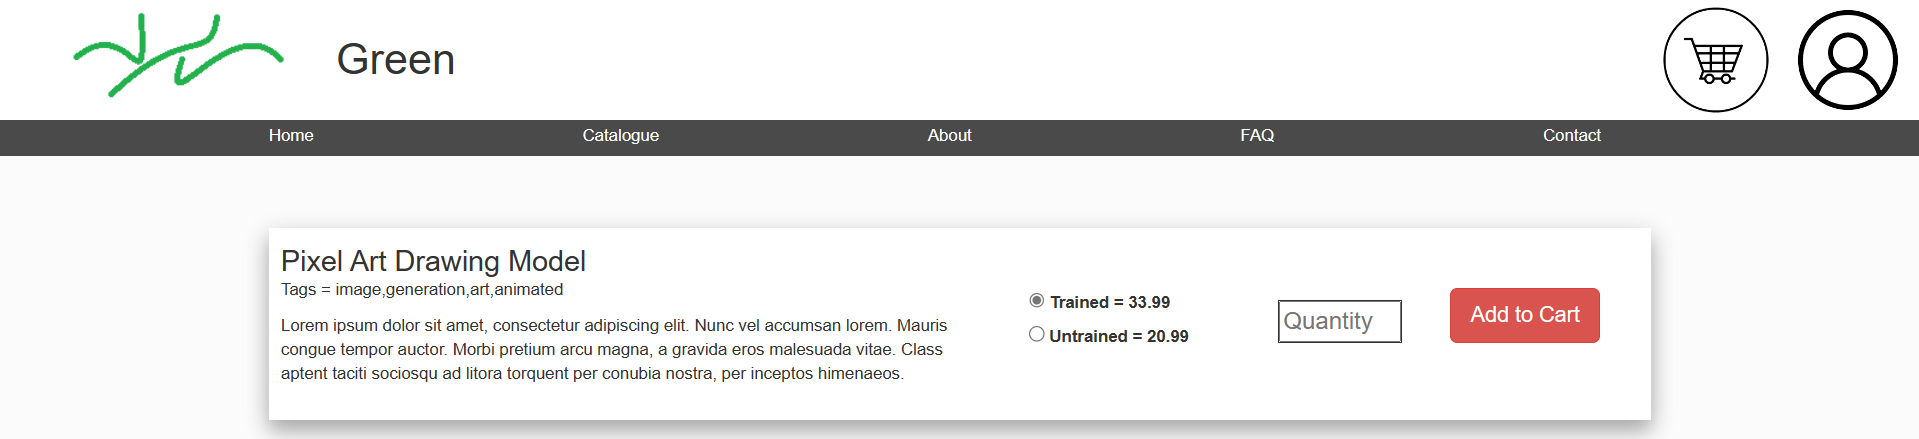 Green
Home Catalogue About FAQ Contact
Pixel Art Drawing Model
Tags = image,generation,art,animated
Lorem ipsum dolor sit amet, consectetur adipiscing elit. Nunc vel accumsan lorem. Mauris
congue tempor auctor. Morbi pretium arcu magna, a gravida eros malesuada vitae. Class
aptent taciti sociosqu ad litora torquent per conubia nostra, per inceptos himenaeos.
Trained = 33.99
Untrained = 20.99
Quantity
Add to Cart